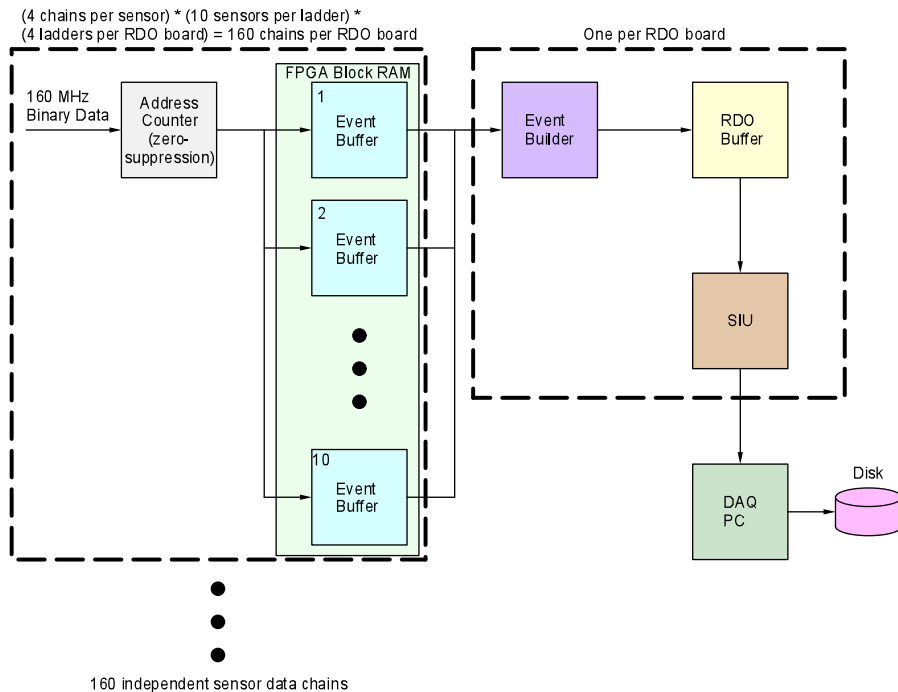 (4 chains per sensor) * (10 sensors per ladder) *
(4 ladders per RDO board) = 160 chains per RDO board
One per RDO board
FPGA Block RAM
160 MHz
Binary Data
Address
Counter
(zero-
suppression)
1
Event
Buffer
2
Event
Buffer
10
Event
Buffer
Event
Builder
RDO
Buffer
SIU
DAQ
PC
Disk
160 independent sensor data chains